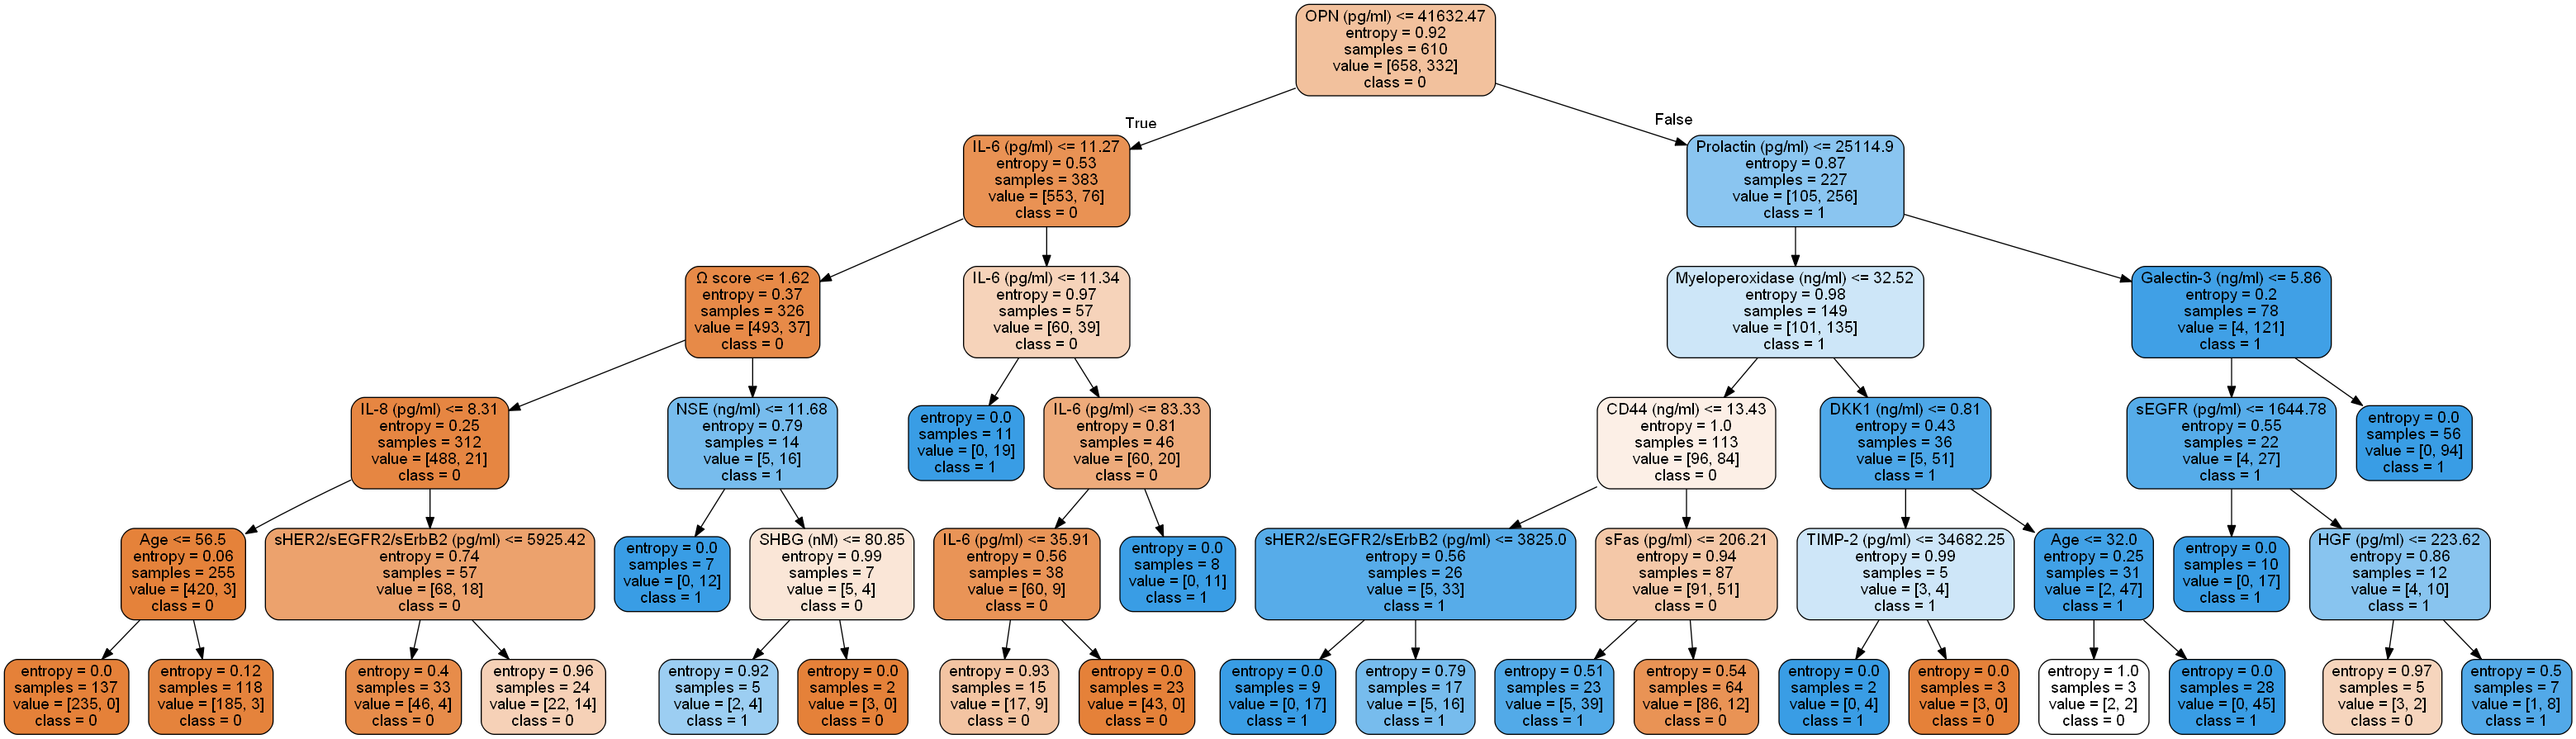 OPN (pg/ml) <= 41632.47
entropy = 0.92
samples = 610
value = [658, 332]
class = 0
True
False
IL-6 (pg/ml) <= 11.27
entropy = 0.53
samples = 383
value = [553, 76]
class = 0
Prolactin (pg/ml) <= 25114.9
entropy = 0.87
samples = 227
value = [105, 256]
class = 1
Ω score <= 1.62
entropy = 0.37
samples = 326
value = [493, 37]
class = 0
IL-6 (pg/ml) <= 11.34
entropy = 0.97
samples = 57
value = [60, 39]
class = 0
Myeloperoxidase (ng/ml) <= 32.52
entropy = 0.98
samples = 149
value = [101, 135]
class = 1
Galectin-3 (ng/ml) <= 5.86
entropy = 0.2
samples = 78
value = [4, 121]
class = 1
IL-8 (pg/ml) <= 8.31
entropy = 0.25
samples = 312
value = [488, 21]
class = 0
NSE (ng/ml) <= 11.68
entropy = 0.79
samples = 14
value = [5, 16]
class = 1
entropy = 0.0
samples = 11
value = [0, 19]
class = 1
IL-6 (pg/ml) <= 83.33
entropy = 0.81
samples = 46
value = [60, 20]
class = 0
CD44 (ng/ml) <= 13.43
entropy = 1.0
samples = 113
value = [96, 84]
class = 0
DKK1 (ng/ml) <= 0.81
entropy = 0.43
samples = 36
value = [5, 51]
class = 1
sEGFR (pg/ml) <= 1644.78
entropy = 0.55
samples = 22
value = [4, 27]
class = 1
entropy = 0.0
samples = 56
value = [0, 94]
class = 1
Age <= 56.5
entropy = 0.06
samples = 255
value = [420, 3]
class = 0
sHER2/sEGFR2/sErbB2 (pg/ml) <= 5925.42
entropy = 0.74
samples = 57
value = [68, 18]
class = 0
entropy = 0.0
samples = 7
value = [0, 12]
class = 1
SHBG (nM) <= 80.85
entropy = 0.99
samples = 7
value = [5, 4]
class = 0
IL-6 (pg/ml) <= 35.91
entropy = 0.56
samples = 38
value = [60, 9]
class = 0
entropy = 0.0
samples = 8
value = [0, 11]
class = 1
sHER2/sEGFR2/sErbB2 (pg/ml) <= 3825.0
entropy = 0.56
samples = 26
value = [5, 33]
class = 1
sFas (pg/ml) <= 206.21
entropy = 0.94
samples = 87
value = [91, 51]
class = 0
TIMP-2 (pg/ml) <= 34682.25
entropy = 0.99
samples = 5
value = [3, 4]
class = 1
Age <= 32.0
entropy = 0.25
samples = 31
value = [2, 47]
class = 1
entropy = 0.0
samples = 10
value = [0, 17]
class = 1
HGF (pg/ml) <= 223.62
entropy = 0.86
samples = 12
value = [4, 10]
class = 1
entropy = 0.0
samples = 137
value = [235, 0]
class = 0
entropy = 0.12
samples = 118
value = [185, 3]
class = 0
entropy = 0.4
samples = 33
value = [46, 4]
class = 0
entropy = 0.96
samples = 24
value = [22, 14]
class = 0
entropy = 0.92
samples = 5
value = [2, 4]
class = 1
entropy = 0.0
samples = 2
value = [3, 0]
class = 0
entropy = 0.93
samples = 15
value = [17, 9]
class = 0
entropy = 0.0
samples = 23
value = [43, 0]
class = 0
entropy = 0.0
samples = 9
value = [0, 17]
class = 1
entropy = 0.79
samples = 17
value = [5, 16]
class = 1
entropy = 0.51
samples = 23
value = [5, 39]
class = 1
entropy = 0.54
samples = 64
value = [86, 12]
class = 0
entropy = 0.0
samples = 2
value = [0, 4]
class = 1
entropy = 0.0
samples = 3
value = [3, 0]
class = 0
entropy = 1.0
samples = 3
value = [2, 2]
class = 0
entropy = 0.0
samples = 28
value = [0, 45]
class = 1
entropy = 0.97
samples = 5
value = [3, 2]
class = 0
entropy = 0.5
samples = 7
value = [1, 8]
class = 1